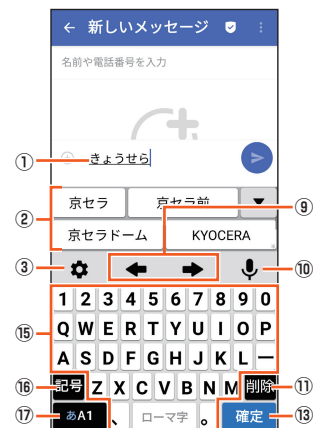 新しいメッセージ
名前や電話番号を入力
① きょうせら
② 京セラ 京セラ前 ⑨
京セラドーム KYOCERA
③ ⑩
1 2 3 4 5 6 7 8 9 0
⑮ Q W E R T Y U I O P
A S D F G H J K L ー
⑯ 記号 Z X C V B N M 削除 ⑪
⑰ あA1 、 ローマ字 。 確定 ⑬